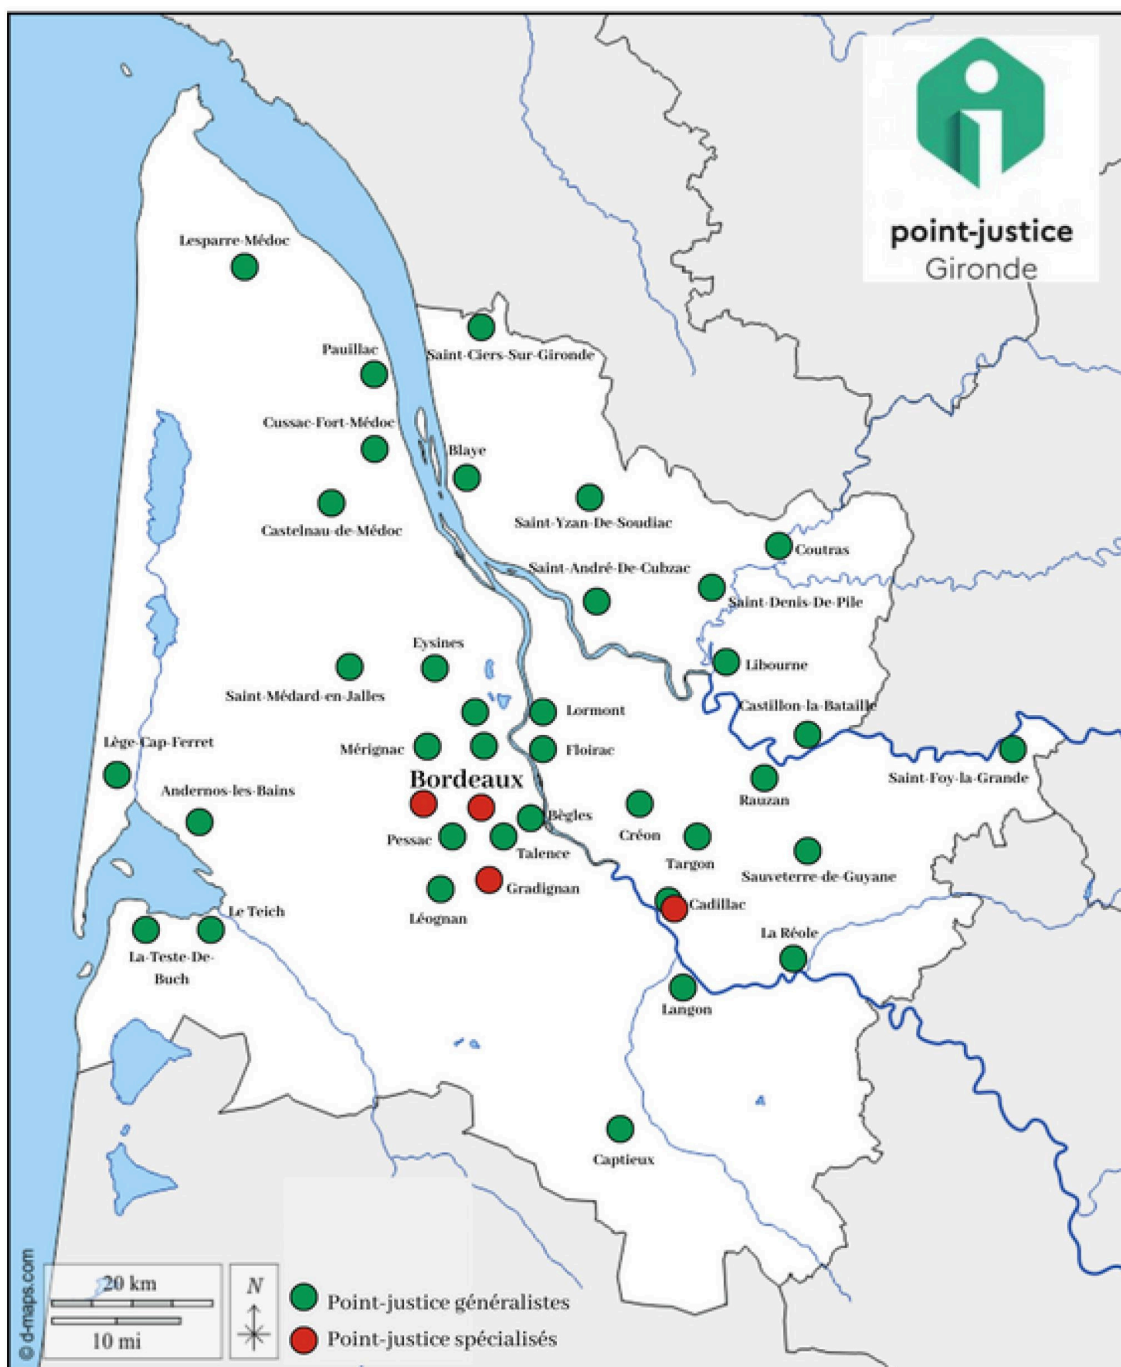 point-justice
Gironde
Lesparre-Médoc
Saint-Ciers-Sur-Gironde
Pauillac
Cussac-Fort-Médoc
Blaye
Castelnau-de-Médoc
Saint-Yzan-De-Soudiac
Coutras
Saint-André-De-Cubzac
Saint-Denis-De-Pile
Eysines
Libourne
Saint-Médard-en-Jalles
Castillon-la-Bataille
Lormont
Lège-Cap-Ferret
Mérignac
Floirac
Saint-Foy-la-Grande
Bordeaux
Andernos-les-Bains
Rauzan
Bègles
Pessac
Talence
Créon
Targon
Sauveterre-de-Guyane
Gradignan
Léognan
Cadillac
Le Teich
La Réole
La-Teste-De-
Buch
Langon
Captieux
© d-maps.com
20 km
10 mi
N
Point-justice généralistes
Point-justice spécialisés